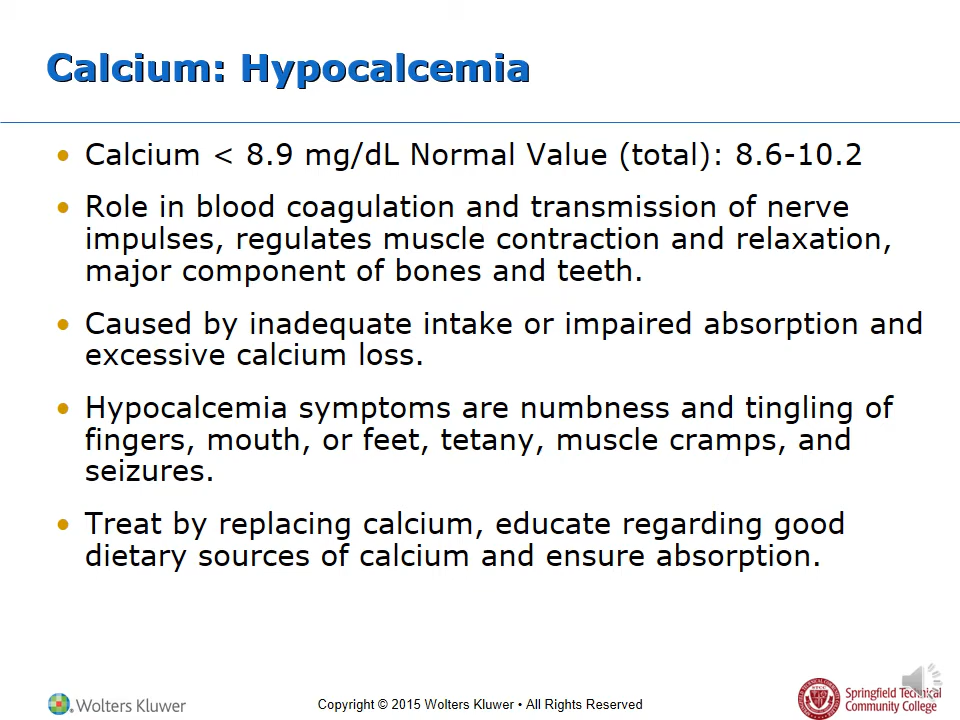 Calcium: Hypocalcemia
• Calcium < 8.9 mg/dL Normal Value (total): 8.6-10.2
• Role in blood coagulation and transmission of nerve
impulses, regulates muscle contraction and relaxation,
major component of bones and teeth.
• Caused by inadequate intake or impaired absorption and
excessive calcium loss.
• Hypocalcemia symptoms are numbness and tingling of
fingers, mouth, or feet, tetany, muscle cramps, and
seizures.
• Treat by replacing calcium, educate regarding good
dietary sources of calcium and ensure absorption.
Wolters Kluwer
Copyright © 2015 Wolters Kluwer • All Rights Reserved
Springfield Technical
Community College